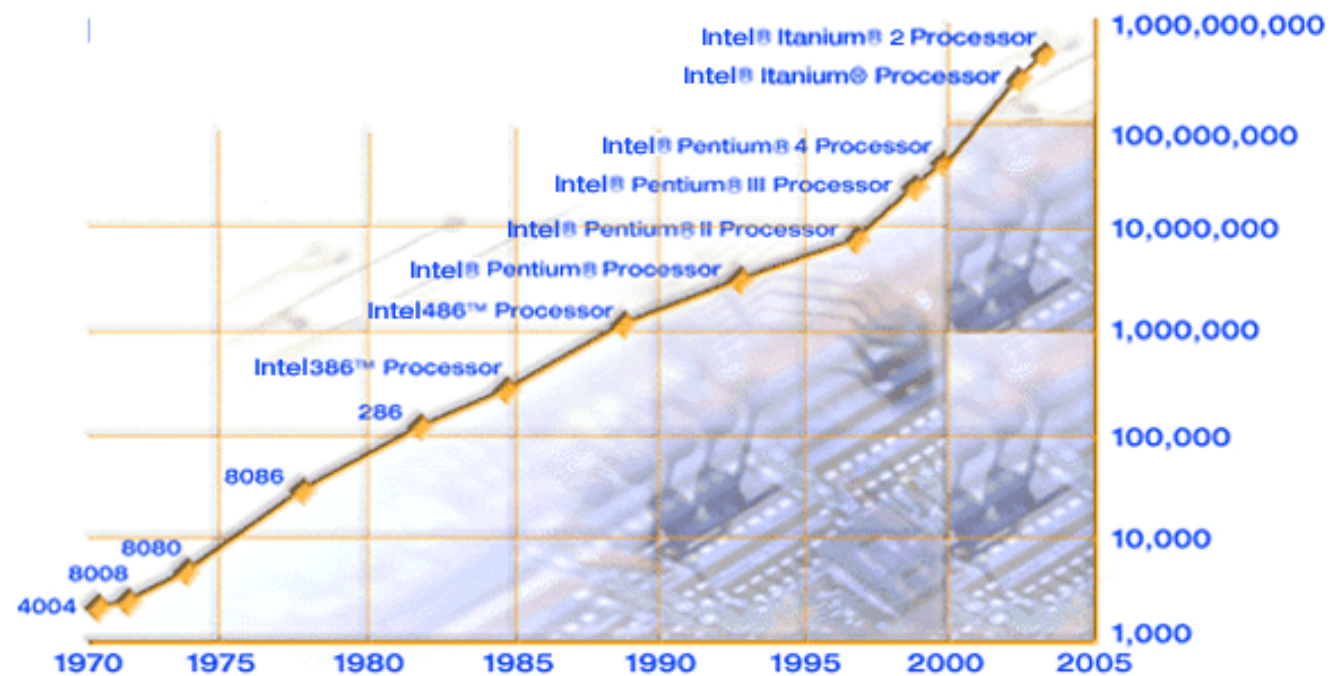 Intel® Itanium® 2 Processor
1,000,000,000
Intel® Itanium® Processor
100,000,000
Intel® Pentium® 4 Processor
Intel® Pentium® III Processor
Intel® Pentium® II Processor
10,000,000
Intel® Pentium® Processor
Intel486™ Processor
1,000,000
Intel386™ Processor
286
100,000
8086
8080
10,000
8008
4004
1,000
1970 1975 1980 1985 1990 1995 2000 2005